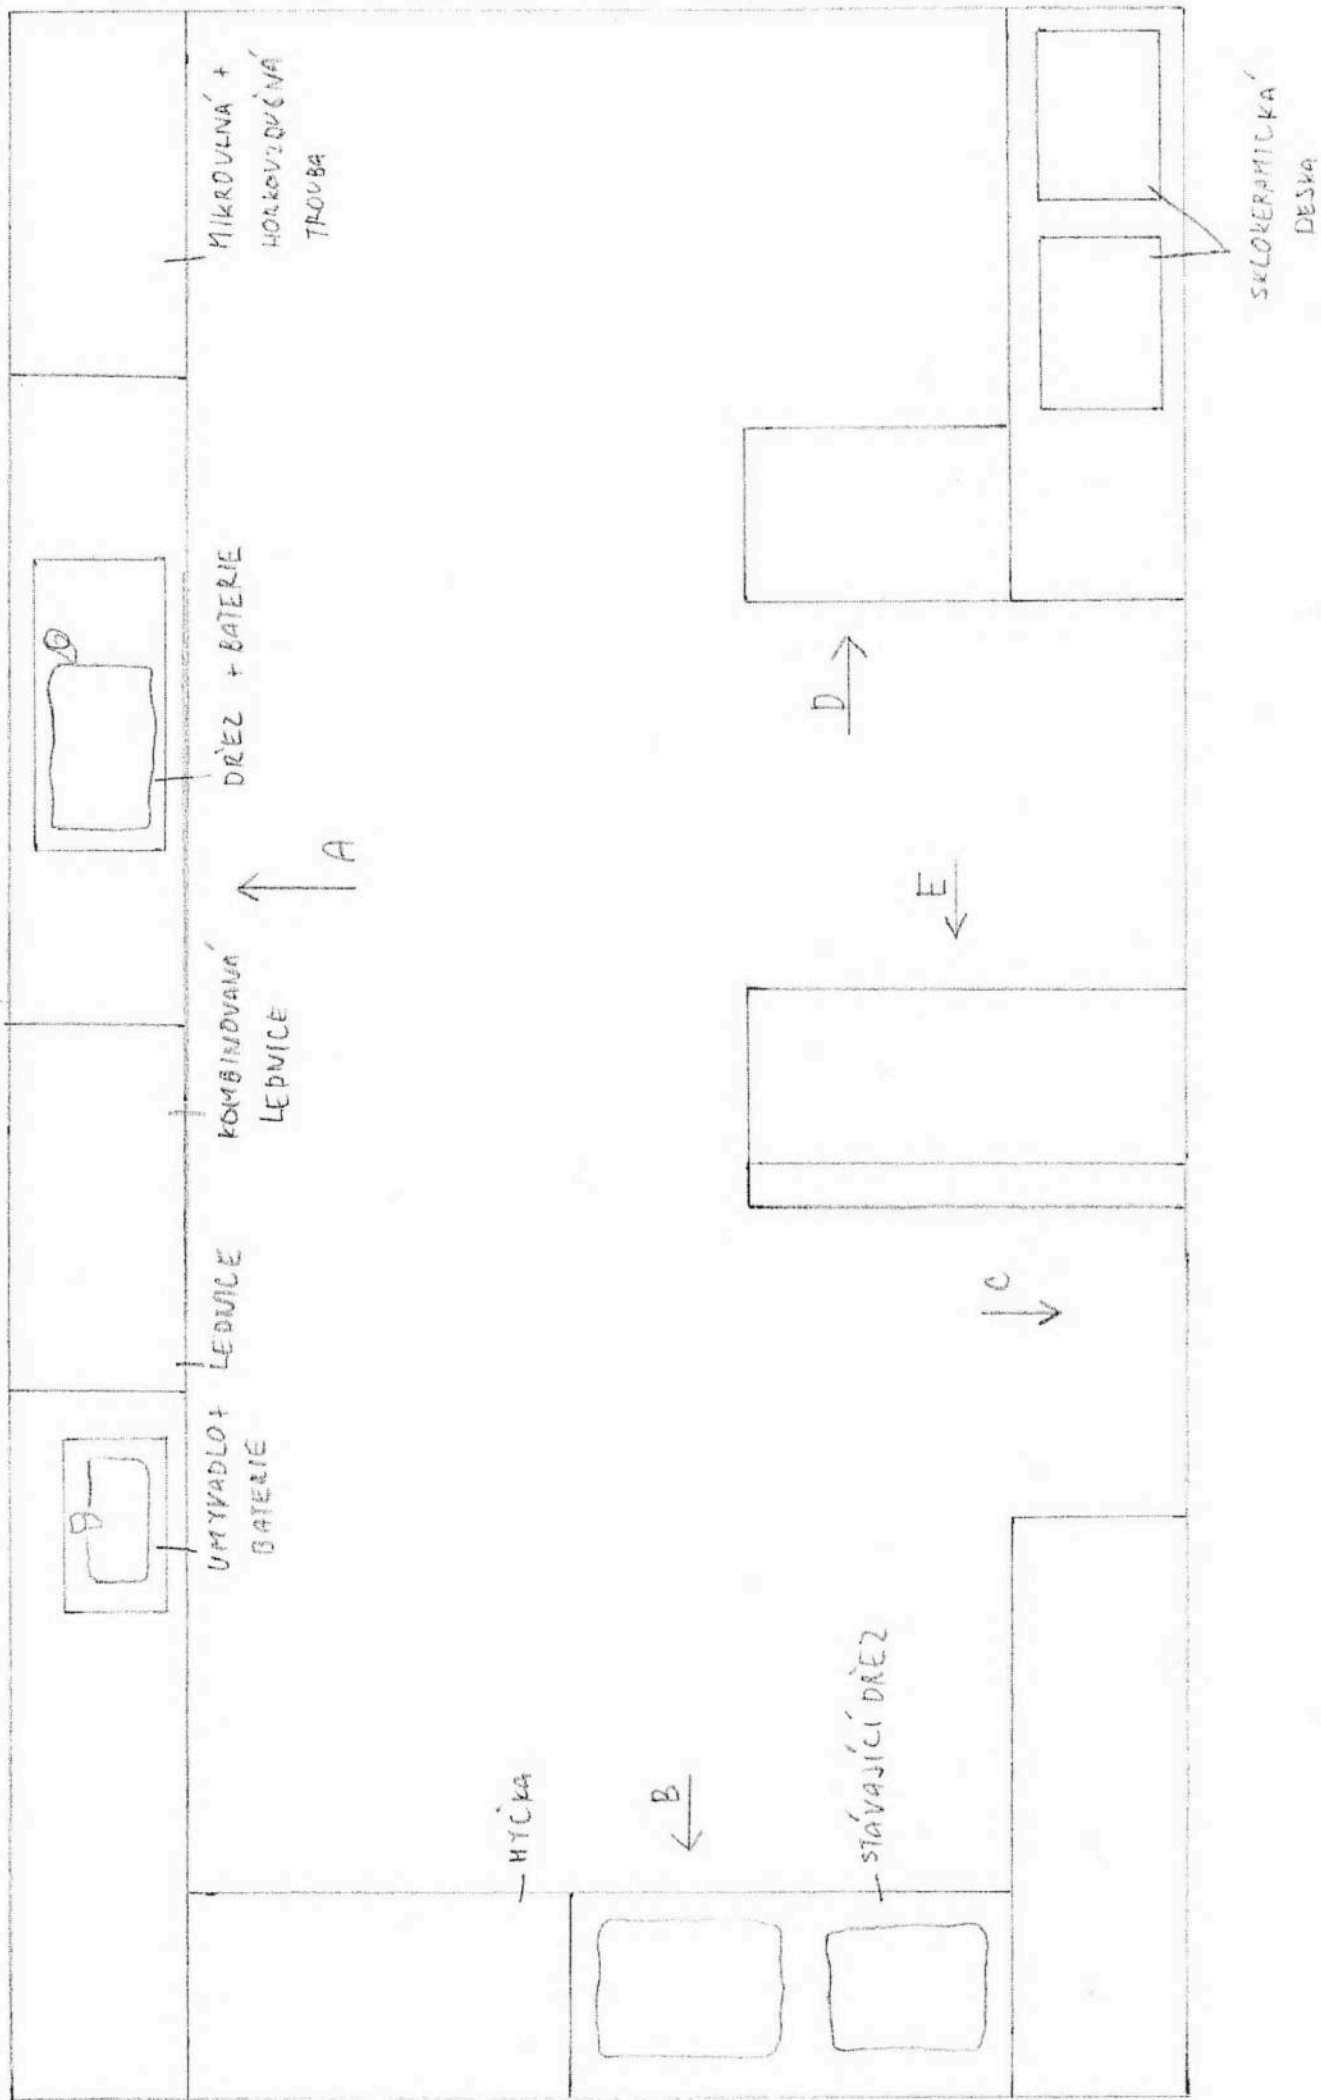 UMYVADLO +
BATERIE
LEDNICE
KOMBINOVANÁ
LEDNICE
DŘEZ + BATERIE
MIKROVLNÁ +
HORKOVZDUŠNÁ
TROUBA
A
MYČKA
B
STÁVAJÍCÍ DŘEZ
C
E
D
SKLOKERAMICKÁ
DESKA